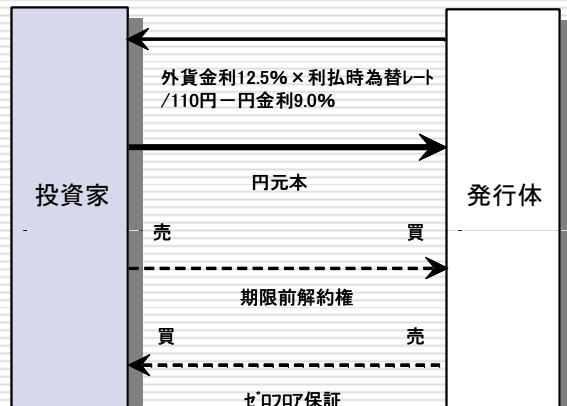 外貨金利12.5%×利払時為替ﾚｰﾄ
/110円－円金利9.0%
円元本
投資家
発行体
売 買
期限前解約権
買 売
ｾﾞﾛﾌﾛｱ保証